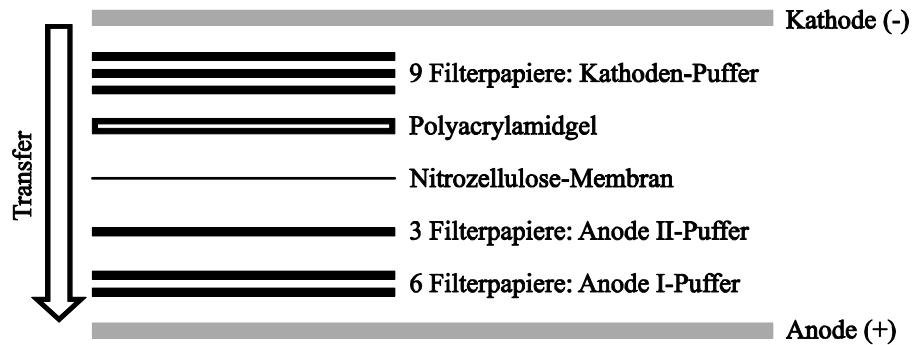 Kathode (-)
9 Filterpapiere: Kathoden-Puffer
Polyacrylamidgel
Transfer
Nitrozellulose-Membran
3 Filterpapiere: Anode II-Puffer
6 Filterpapiere: Anode I-Puffer
Anode (+)